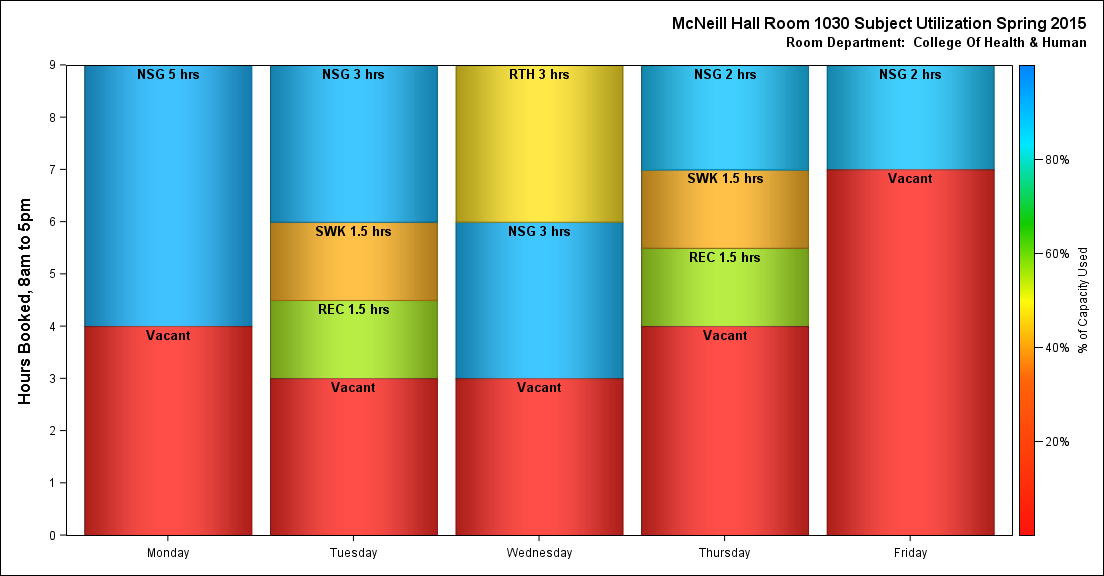 McNeill Hall Room 1030 Subject Utilization Spring 2015
Room Department:  College Of Health & Human
Hours Booked, 8am to 5pm
9
8
7
6
5
4
3
2
1
0
NSG 5 hrs
Vacant
NSG 3 hrs
SWK 1.5 hrs
REC 1.5 hrs
Vacant
RTH 3 hrs
NSG 3 hrs
Vacant
NSG 2 hrs
SWK 1.5 hrs
REC 1.5 hrs
Vacant
NSG 2 hrs
Vacant
Monday
Tuesday
Wednesday
Thursday
Friday
80%
60%
40%
20%
% of Capacity Used